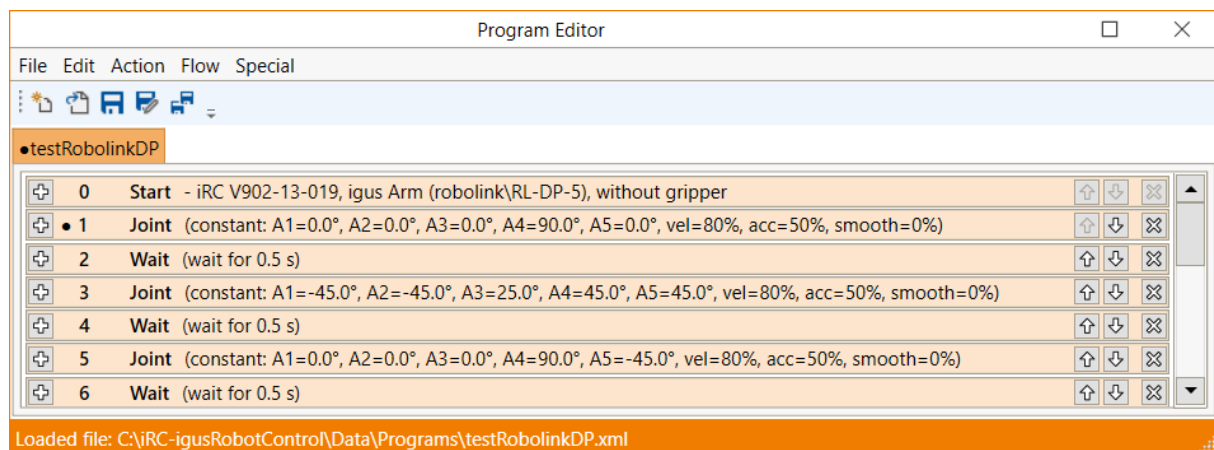 Program Editor
File Edit Action Flow Special
●testRobolinkDP
0 Start - iRC V902-13-019, igus Arm (robolink\RL-DP-5), without gripper
● 1 Joint (constant: A1=0.0°, A2=0.0°, A3=0.0°, A4=90.0°, A5=0.0°, vel=80%, acc=50%, smooth=0%)
2 Wait (wait for 0.5 s)
3 Joint (constant: A1=-45.0°, A2=-45.0°, A3=25.0°, A4=45.0°, A5=45.0°, vel=80%, acc=50%, smooth=0%)
4 Wait (wait for 0.5 s)
5 Joint (constant: A1=0.0°, A2=0.0°, A3=0.0°, A4=90.0°, A5=-45.0°, vel=80%, acc=50%, smooth=0%)
6 Wait (wait for 0.5 s)
Loaded file: C:\iRC-igusRobotControl\Data\Programs\testRobolinkDP.xml